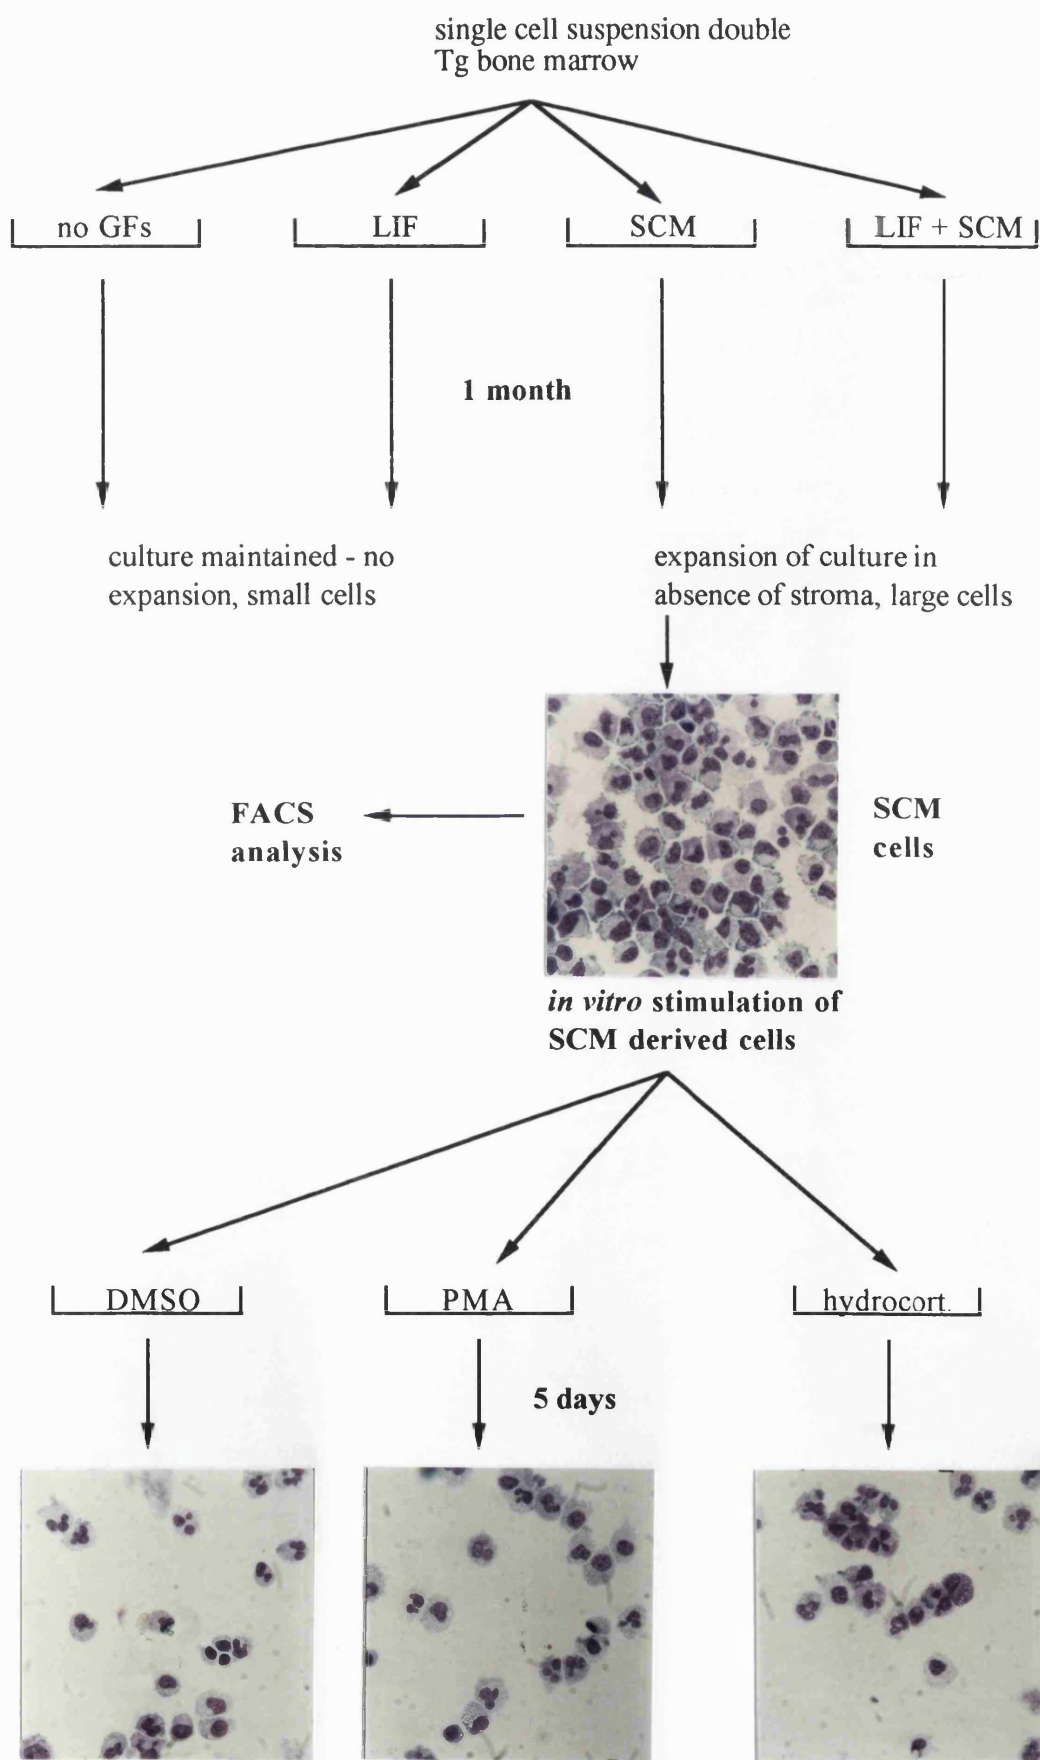 single cell suspension double
Tg bone marrow
no GFs
LIF
SCM
LIF + SCM
1 month
culture maintained - no
expansion, small cells
expansion of culture in
absence of stroma, large cells
FACS
analysis
SCM
cells
in vitro stimulation of
SCM derived cells
DMSO
PMA
hydrocort.
5 days